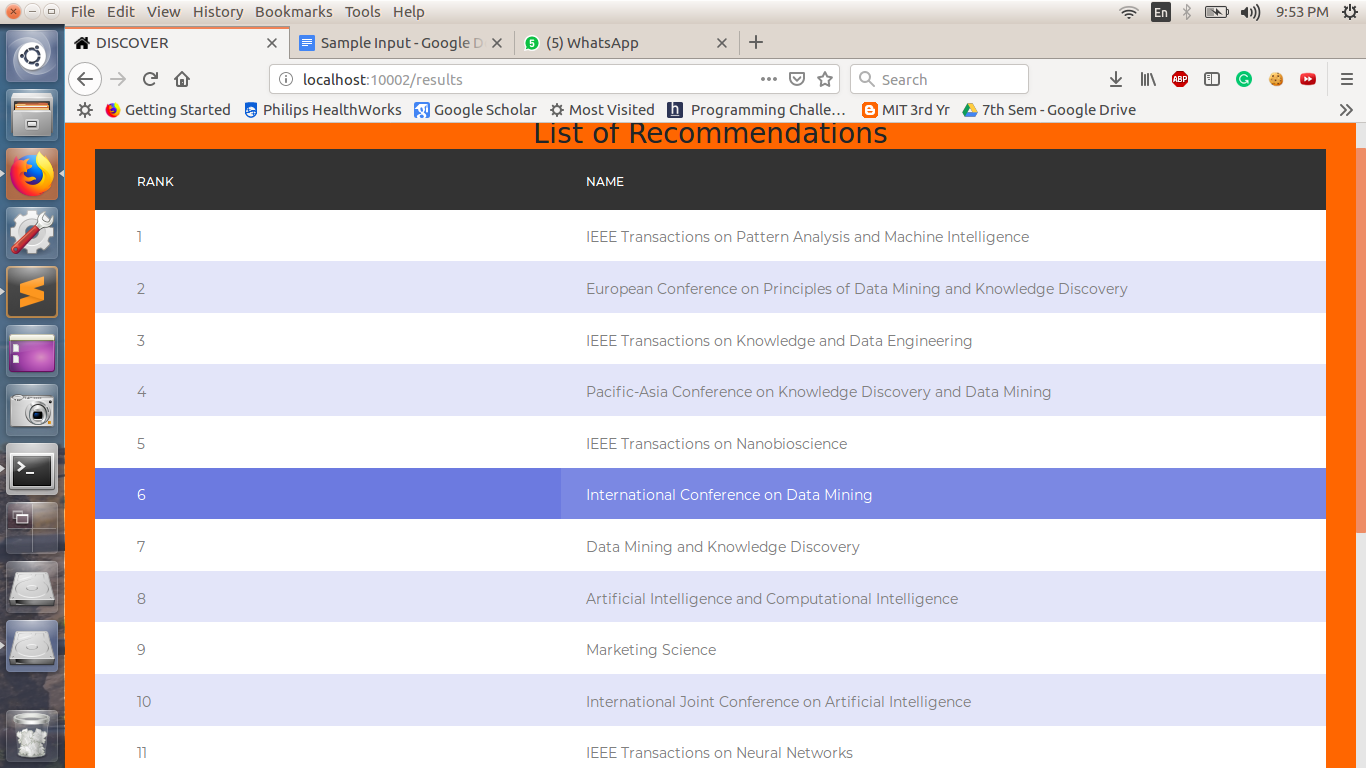 File Edit View History Bookmarks Tools Help
En
9:53 PM
DISCOVER
Sample Input - Google D
5
(5) WhatsApp
localhost:10002/results
Search
ABP
Getting Started
Philips HealthWorks
Google Scholar
Most Visited
h
Programing Challe...
MIT 3rd Yr
7th Sem - Google Drive
List of Recommendations
RANK NAME
1 IEEE Transactions on Pattern Analysis and Machine Intelligence
2 European Conference on Principles of Data Mining and Knowledge Discovery
3 IEEE Transactions on Knowledge and Data Engineering
4 Pacific-Asia Conference on Knowledge Discovery and Data Mining
5 IEEE Transactions on Nanobioscience
6 International Conference on Data Mining
7 Data Mining and Knowledge Discovery
8 Artificial Intelligence and Computational Intelligence
9 Marketing Science
10 International Joint Conference on Artificial Intelligence
11 IEEE Transactions on Neural Networks